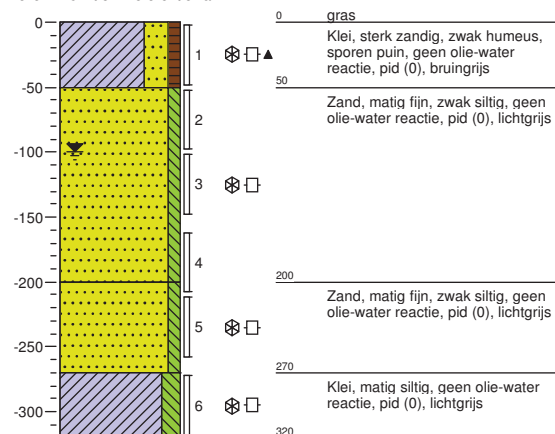 0
gras
Klei, sterk zandig, zwak humeus,
sporen puin, geen olie-water
reactie, pid (0), bruingrijs
50
Zand, matig fijn, zwak siltig, geen
olie-water reactie, pid (0), lichtgrijs
200
Zand, matig fijn, zwak siltig, geen
olie-water reactie, pid (0), lichtgrijs
270
Klei, matig siltig, geen olie-water
reactie, pid (0), lichtgrijs
320
0
-50
-100
-150
-200
-250
-300
1
2
3
4
5
6